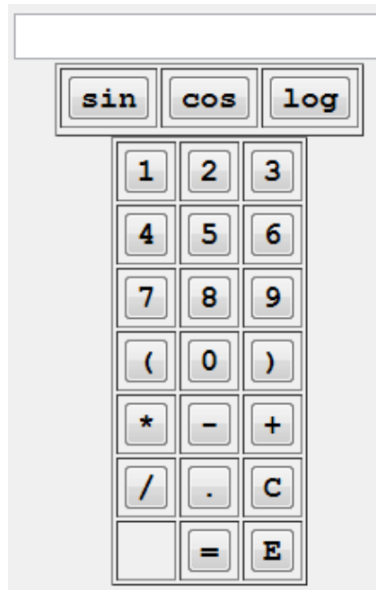 sin cos log
1 2 3
4 5 6
7 8 9
( 0 )
* - +
/ . C
= E